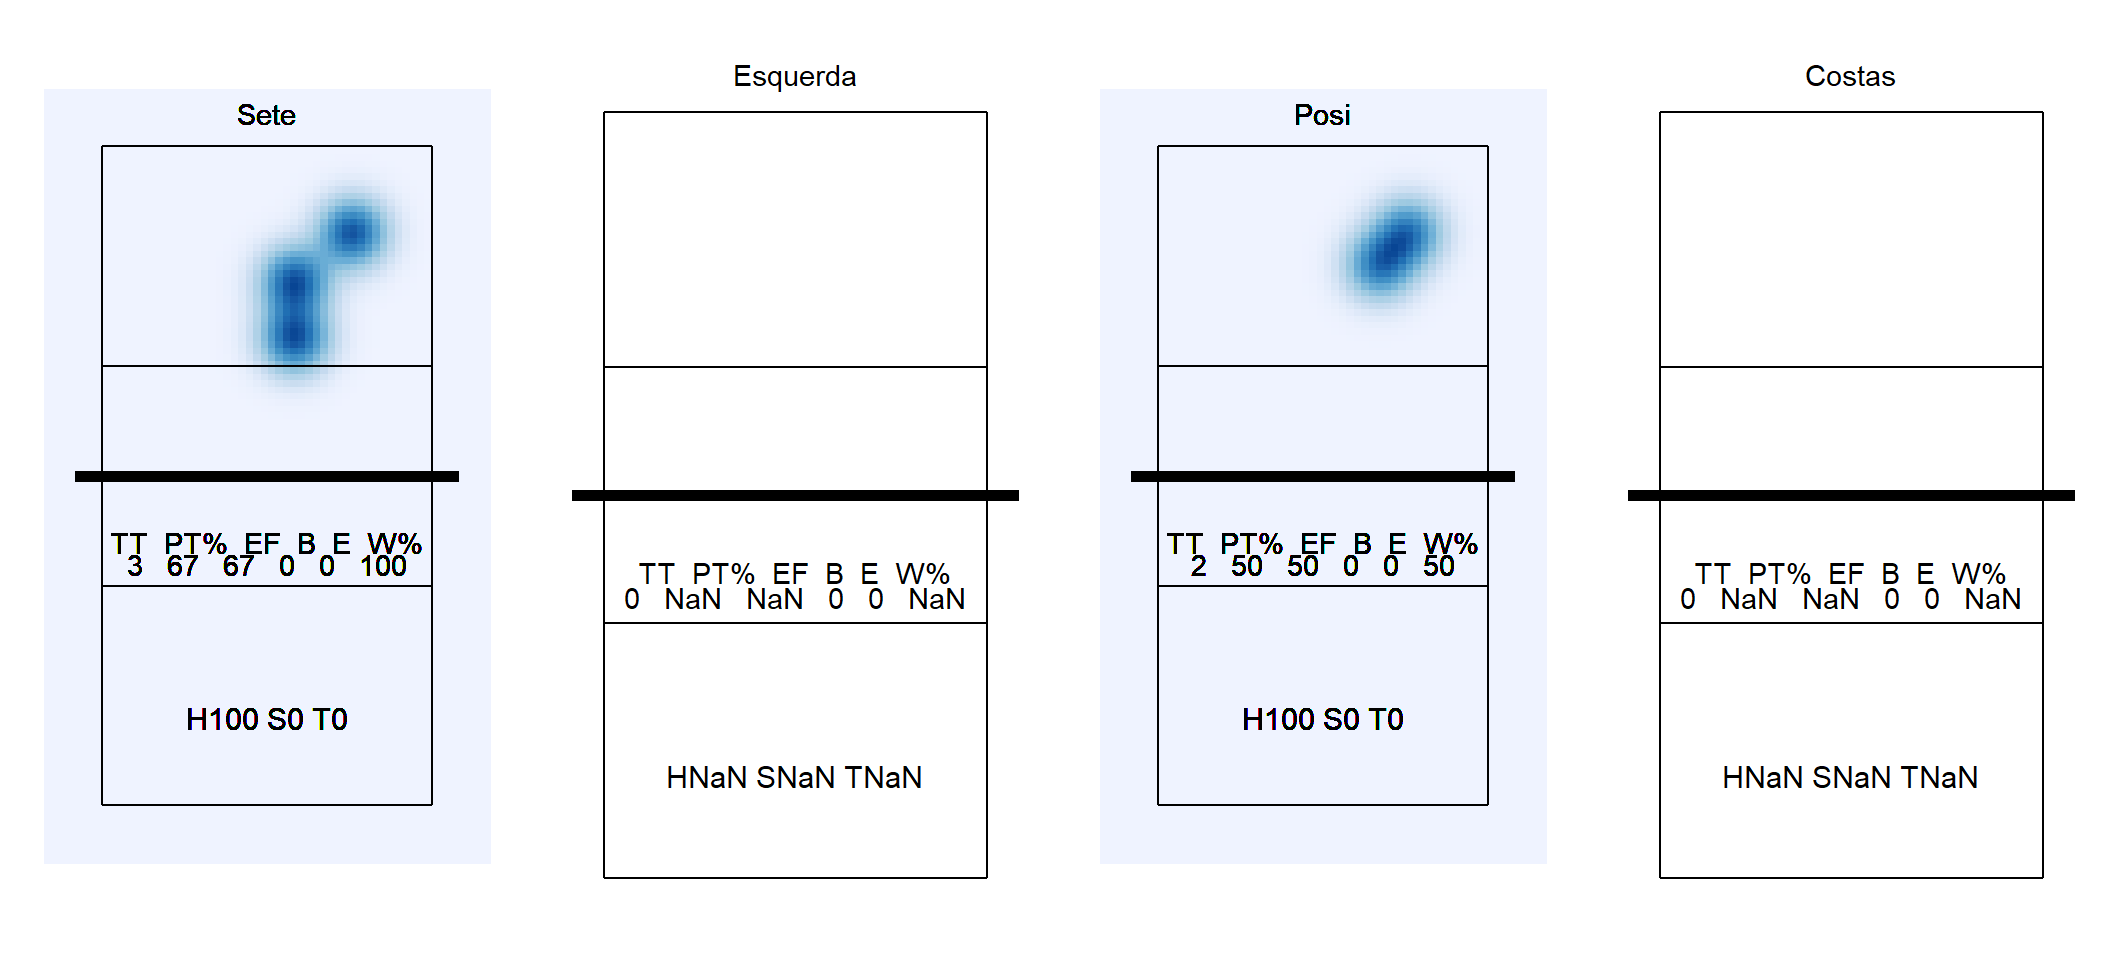 Sete
TT PT% EF B E W%
3 67 67 0 0 100
H100 S0 T0
Esquerda
TT PT% EF B E W%
0 NaN NaN 0 0 NaN
HNaN SNaN TNaN
Posi
TT PT% EF B E W%
2 50 50 0 0 50
H100 S0 T0
Costas
TT PT% EF B E W%
0 NaN NaN 0 0 NaN
HNaN SNaN TNaN